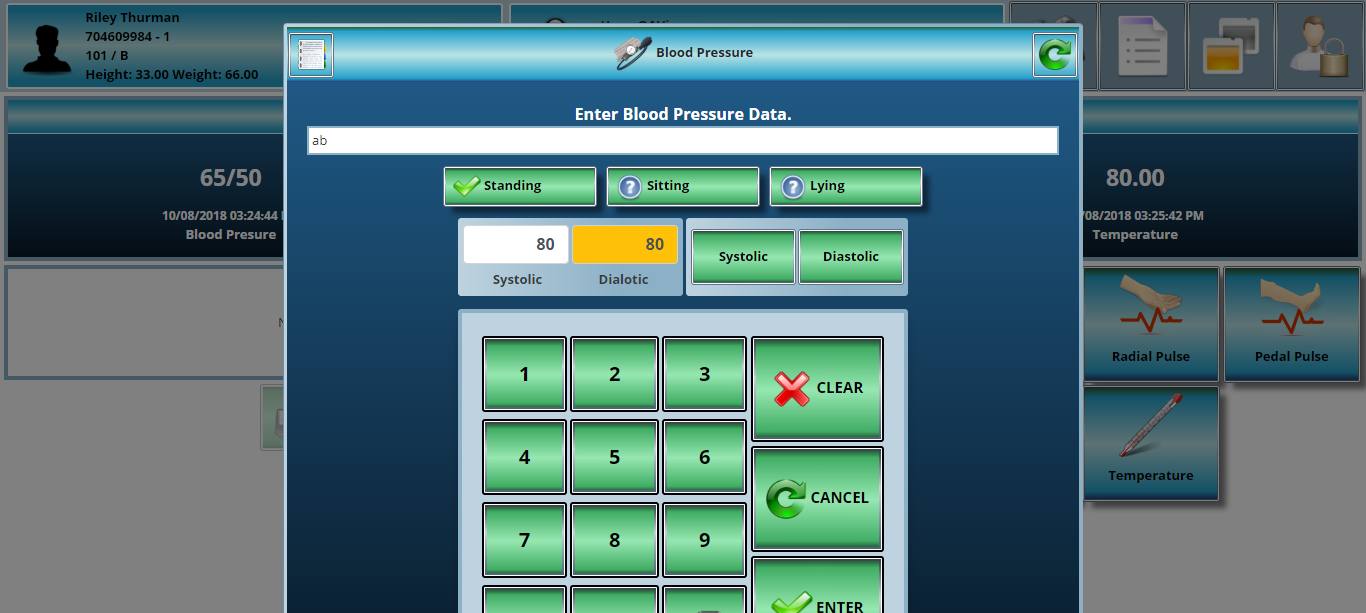 Riley Thurman
704609984 - 1
101 / B
Height: 33.00 Weight: 66.00
Blood Pressure
Enter Blood Pressure Data.
ab
Standing
Sitting
Lying
65/50
10/08/2018 03:24:44
Blood Presure
80.00
/08/2018 03:25:42 PM
Temperature
80
80
Systolic
Dialotic
Systolic
Diastolic
1
2
3
CLEAR
4
5
6
CANCEL
7
8
9
ENTER
Radial Pulse
Pedal Pulse
Temperature